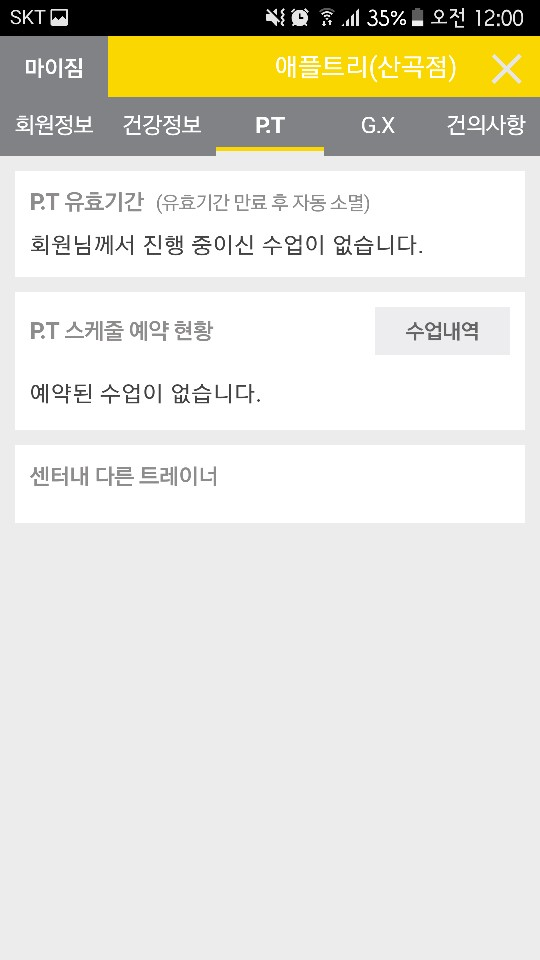 SKT 35% 오전 12:00
마이짐 애플트리(산곡점)
회원정보 건강정보 P.T G.X 건의사항
P.T 유효기간 (유효기간 만료 후 자동 소멸)
회원님께서 진행 중이신 수업이 없습니다.
P.T 스케줄 예약 현황 수업내역
예약된 수업이 없습니다.
센터내 다른 트레이너